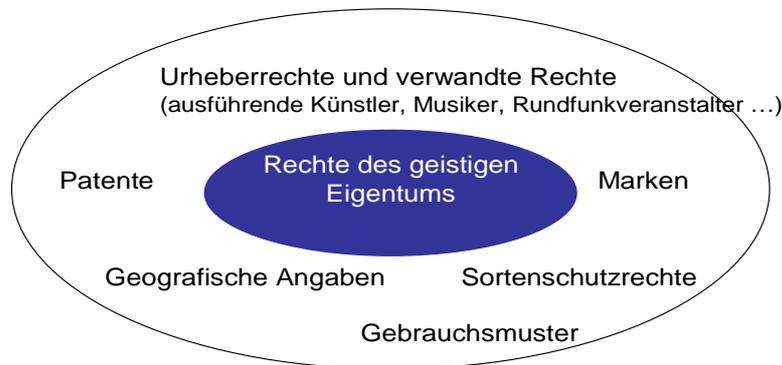 Urheberrechte und verwandte Rechte
(ausführende Künstler, Musiker, Rundfunkveranstalter …)
Rechte des geistigen
Eigentums
Patente
Marken
Geografische Angaben
Sortenschutzrechte
Gebrauchsmuster